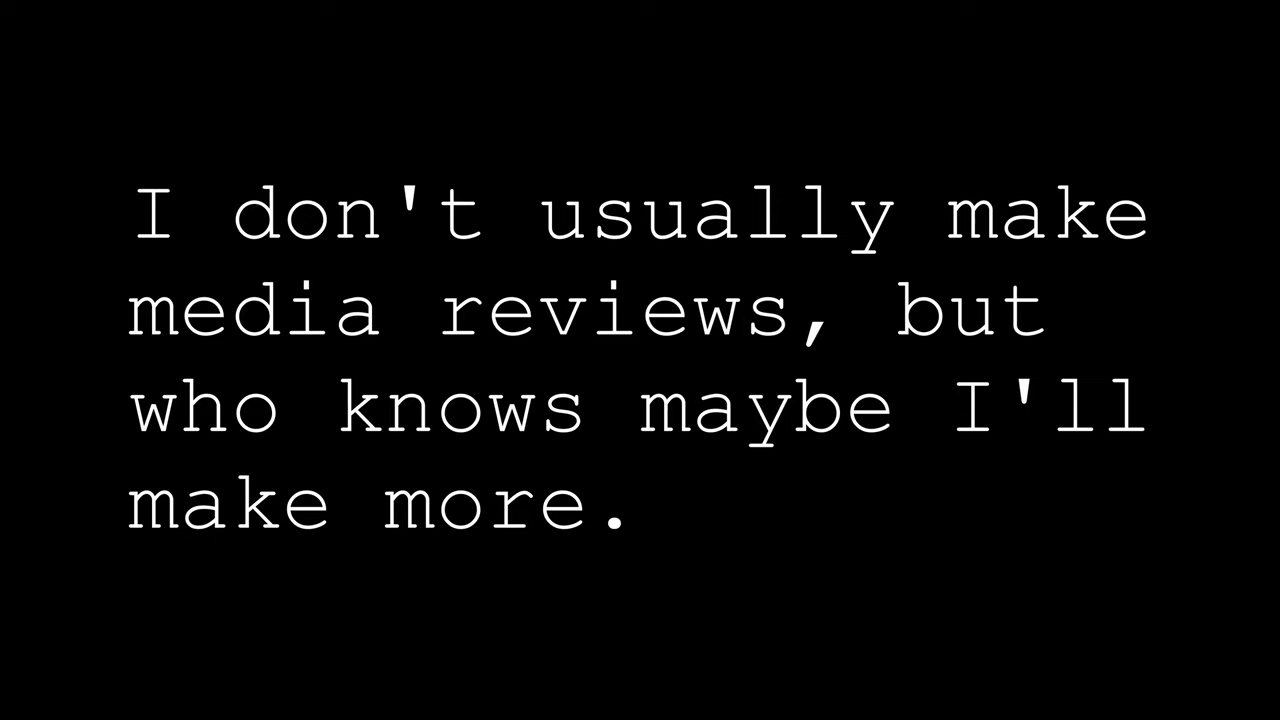 I don't usually make
media reviews, but
who knows maybe I'll
make more.